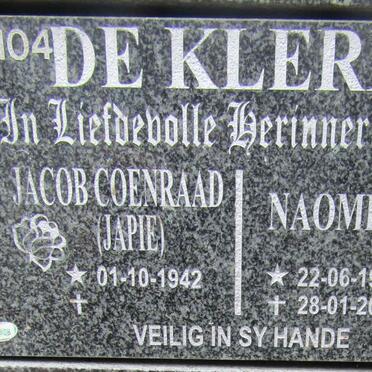 104 DE KLER
In Liefdevolle Herinner
JACOB COENRAAD
(JAPIE)
★ 01-10-1942
✝
NAOMI
★ 22-06-19
✝ 28-01-20
VEILIG IN SY HANDE